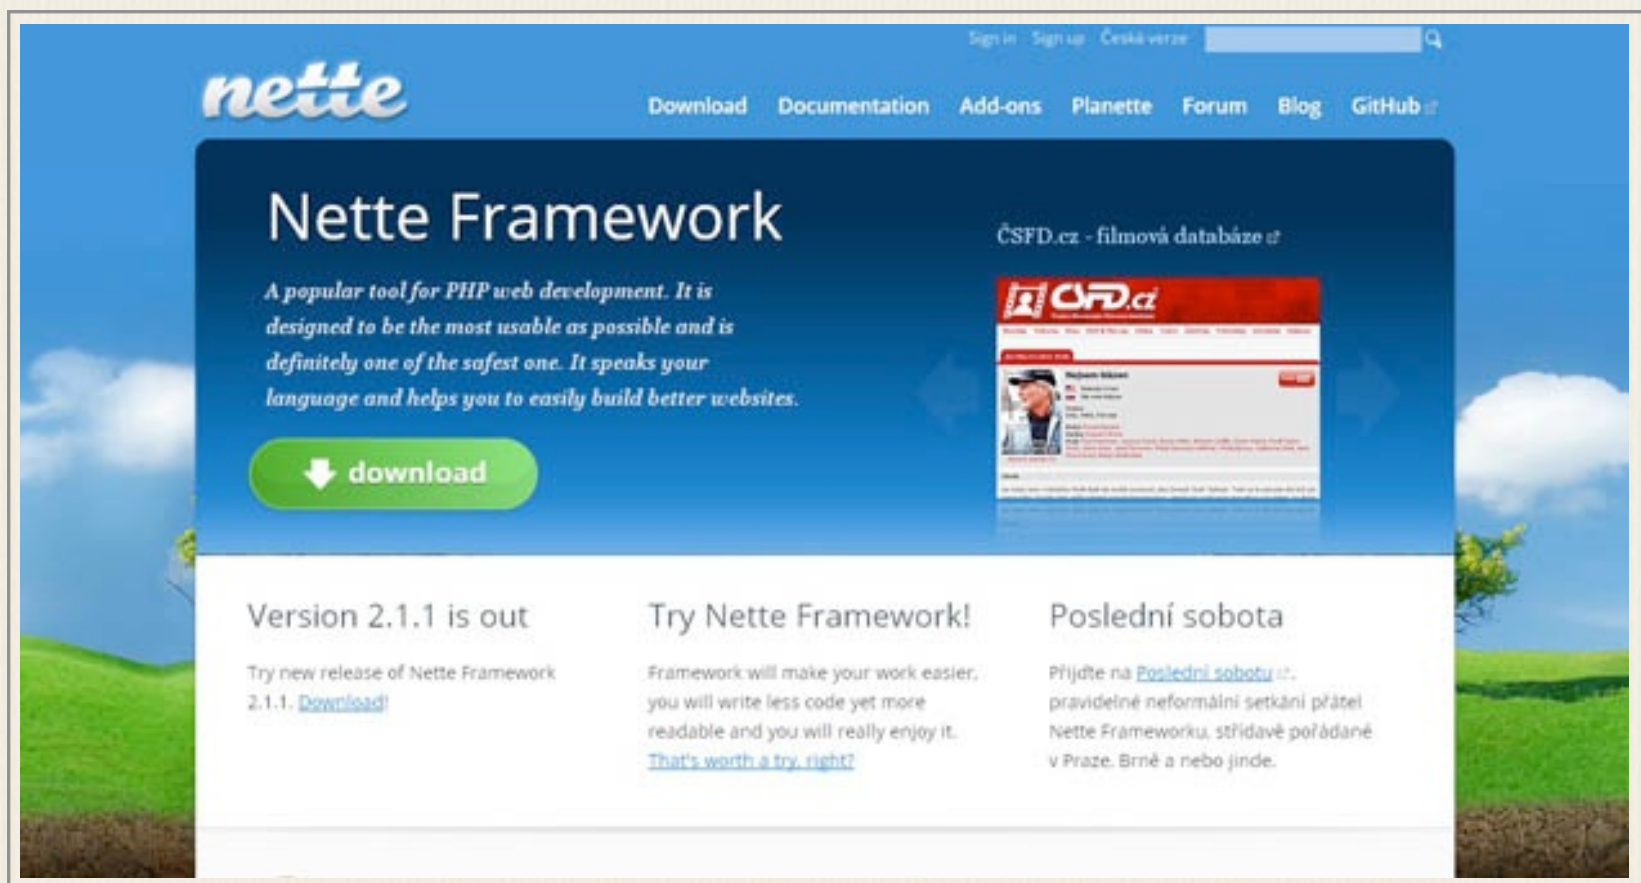 Sign in Sign up Česká verze
nette
Download Documentation Add-ons Planette Forum Blog GitHub
Nette Framework
A popular tool for PHP web development. It is
designed to be the most usable as possible and is
definitely one of the safest one. It speaks your
language and helps you to easily build better websites.
download
ČSFD.cz - filmová databáze
ČSFD.cz
Version 2.1.1 is out
Try new release of Nette Framework
2.1.1. Download!
Try Nette Framework!
Framework will make your work easier,
you will write less code yet more
readable and you will really enjoy it.
That's worth a try, right?
Poslední sobota
Přijďte na Poslední sobotu,
pravidelné neformální setkání přátel
Nette Frameworku, střídavě pořádané
v Praze, Brně a nebo jinde.